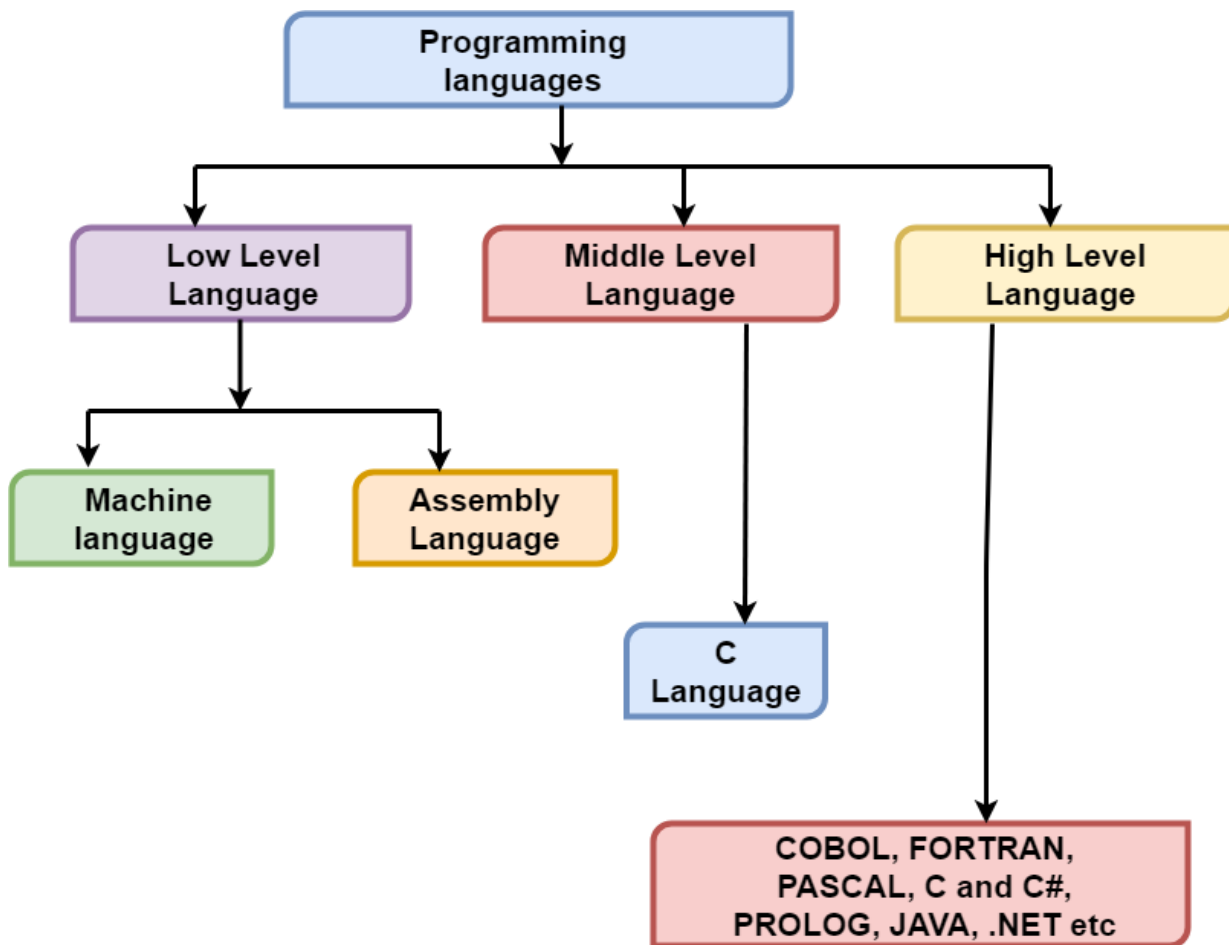 Programming
languages
Low Level
Language
Middle Level
Language
High Level
Language
Machine
language
Assembly
Language
C
Language
COBOL, FORTRAN,
PASCAL, C and C#,
PROLOG, JAVA, .NET etc